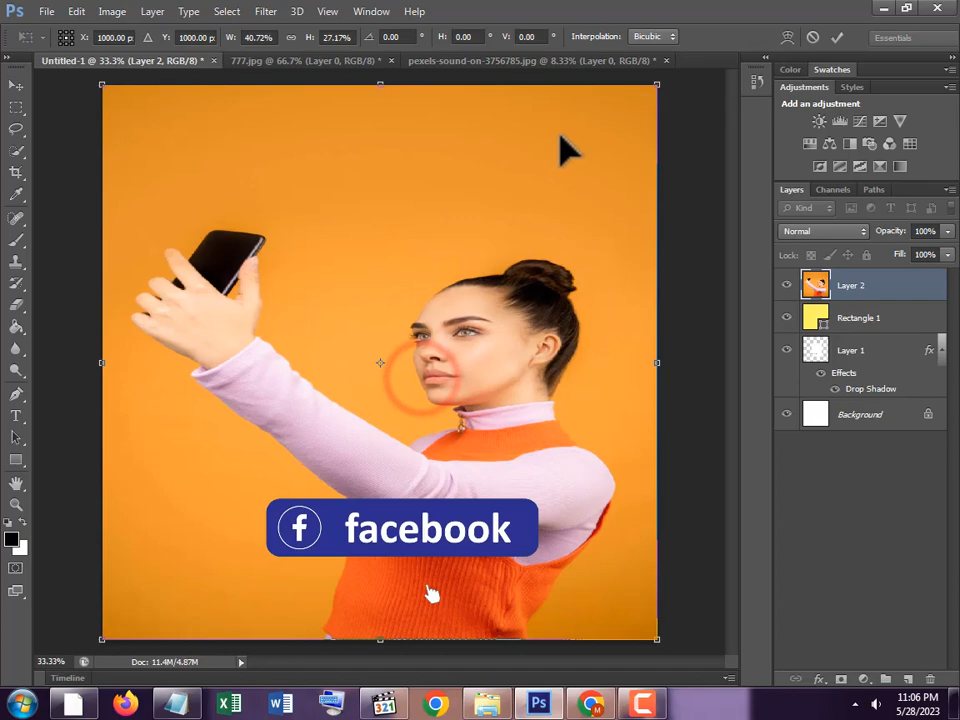 Ps File Edit Image Layer Type Select Filter 3D View Window Help
X: 1000.00 p Y: 1000.00 p W: 40.72% H: 27.17% 0.00 ° H: 0.00 ° V: 0.00 ° Interpolation: Bicubic Essentials
Untitled-1 @ 33.3% (Layer 2, RGB/8) * × 777.jpg @ 66.7% (Layer 0, RGB/8) * × pexels-sound-on-3756785.jpg @ 8.33% (Layer 0, RGB/8) * ×
Color Swatches
Adjustments Styles
Add an adjustment
Layers Channels Paths
Kind
Normal Opacity: 100%
Lock: Fill: 100%
Layer 2
Rectangle 1
Layer 1 fx
Effects
Drop Shadow
Background
f facebook
33.33% Doc: 11.4M/4.87M
Timeline
321
11:06 PM
5/28/2023